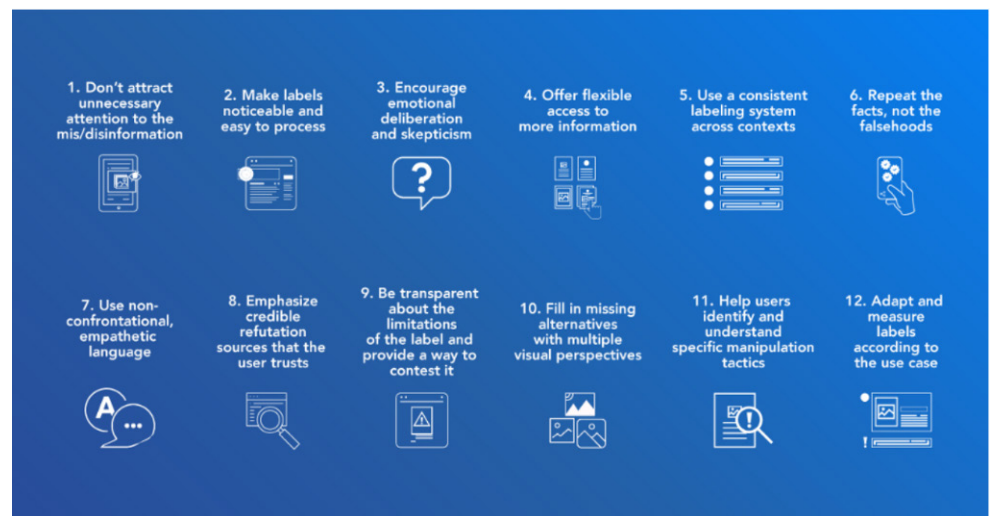 1. Don't attract
unnecessary
attention to the
mis/disinformation
2. Make labels
noticeable and
easy to process
3. Encourage
emotional
deliberation
and skepticism
4. Offer flexible
access to
more information
5. Use a consistent
labeling system
across contexts
6. Repeat the
facts, not the
falsehoods
7. Use non-
confrontational,
empathetic
language
8. Emphasize
credible
refutation
sources that the
user trusts
9. Be transparent
about the
limitations
of the label and
provide a way to
contest it
10. Fill in missing
alternatives
with multiple
visual perspectives
11. Help users
identify and
understand
specific manipulation
tactics
12. Adapt and
measure
labels
according to
the use case